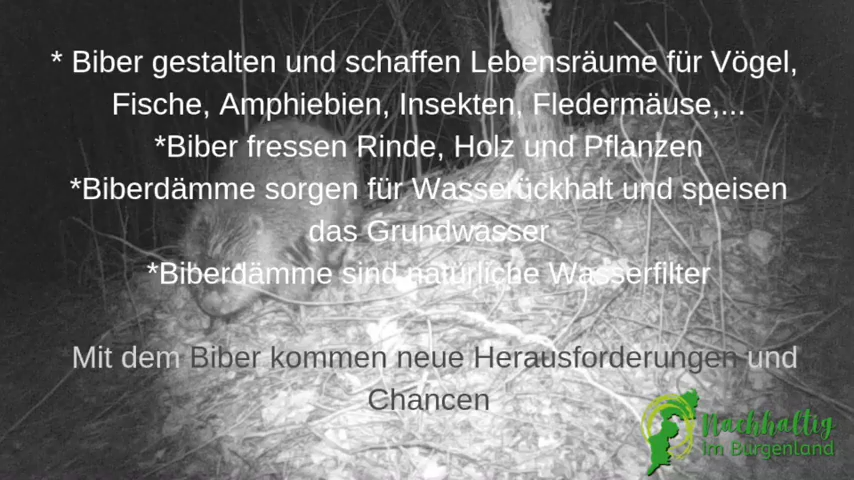 * Biber gestalten und schaffen Lebensräume für Vögel,
Fische, Amphiebien, Insekten, Fledermäuse,...
*Biber fressen Rinde, Holz und Pflanzen
*Biberdämme sorgen für Wasserückhalt und speisen
das Grundwasser
*Biberdämme sind natürliche Wasserfilter
Mit dem Biber kommen neue Herausforderungen und
Chancen
Nachhaltig
im Burgenland